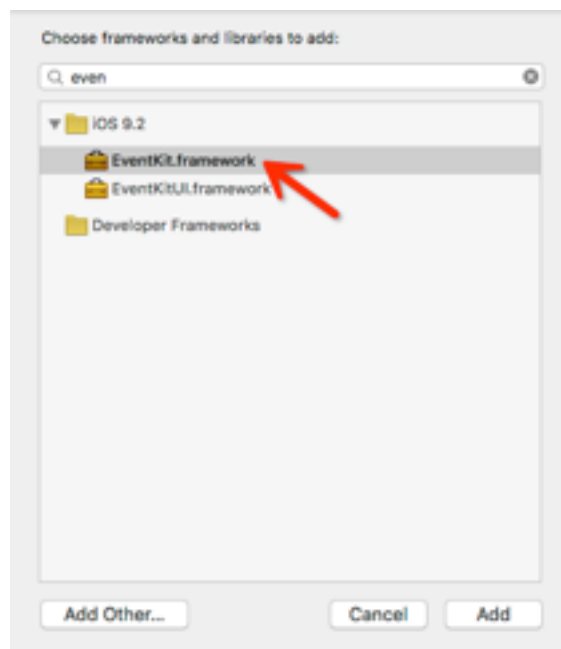 Choose frameworks and libraries to add:
even
iOS 9.2
EventKit.framework
EventKitUI.framework
Developer Frameworks
Add Other... Cancel Add